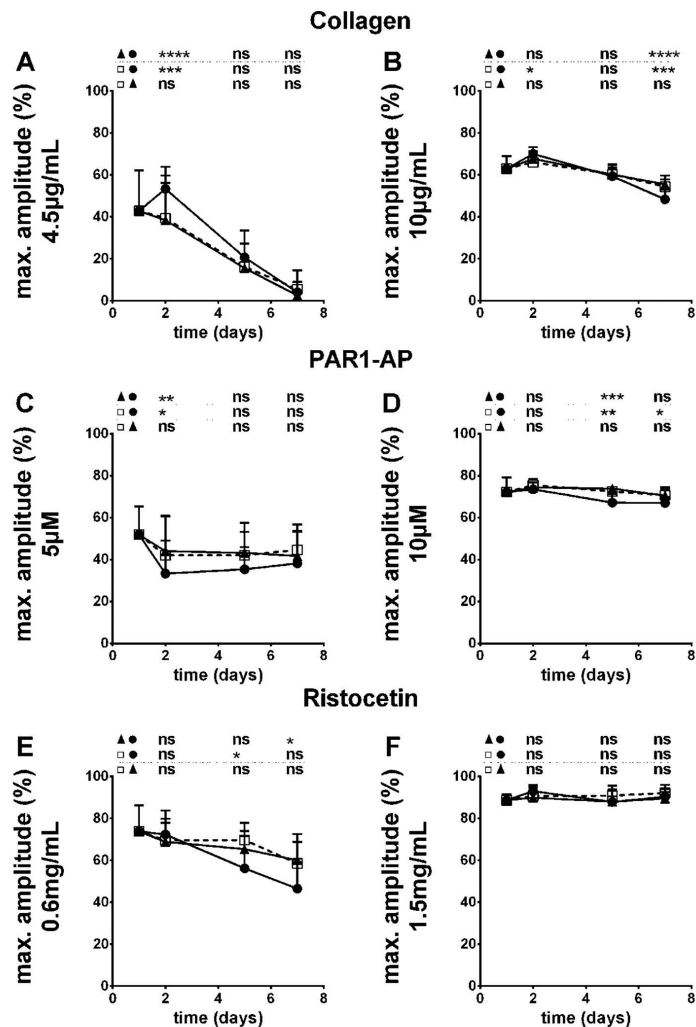 Collagen
A
**** ns ns
*** ns ns
ns ns ns
max. amplitude (%)
4.5µg/mL
100
80
60
40
20
0
0 2 4 6 8
time (days)
B
ns ns ****
* ns ***
ns ns ns
max. amplitude (%)
10µg/mL
100
80
60
40
20
0
0 2 4 6 8
time (days)
PAR1-AP
C
** ns ns
* ns ns
ns ns ns
max. amplitude (%)
5µM
100
80
60
40
20
0
0 2 4 6 8
time (days)
D
ns *** ns
ns ** *
ns ns ns
max. amplitude (%)
10µM
100
80
60
40
20
0
0 2 4 6 8
time (days)
Ristocetin
E
ns ns *
ns * ns
ns ns ns
max. amplitude (%)
0.6mg/mL
100
80
60
40
20
0
0 2 4 6 8
time (days)
F
ns ns ns
ns ns ns
ns ns ns
max. amplitude (%)
1.5mg/mL
100
80
60
40
20
0
0 2 4 6 8
time (days)